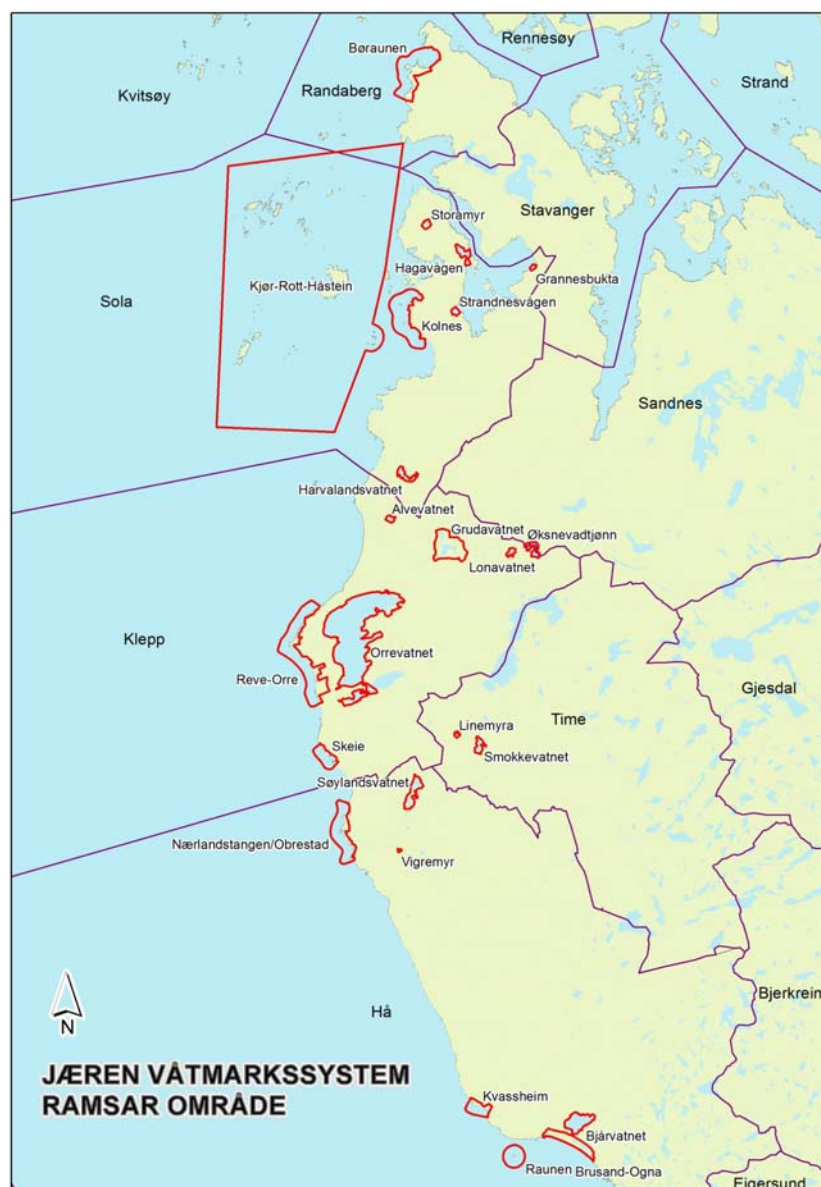 Rennesøy
Børaunen
Strand
Kvitsøy
Randaberg
Stavanger
Storamyr
Hagavågen
Grannesbukta
Kjør-Rott-Håstein
Sola
Strandnesvågen
Kolnes
Sandnes
Harvalandsvatnet
Alvevatnet
Grudavatnet
Øksnevadtjønn
Lonavatnet
Klepp
Orrevatnet
Reve-Orre
Gjesdal
Linemyra
Time
Skeie
Smokkevatnet
Søylandsvatnet
Nærlandstangen/Obrestad
Vigremyr
Bjerkreim
Hå
N
JÆREN VÅTMARKSSYSTEM
RAMSAR OMRÅDE
Kvassheim
Bjårvatnet
Raunen
Brusand-Ogna
Eigersund